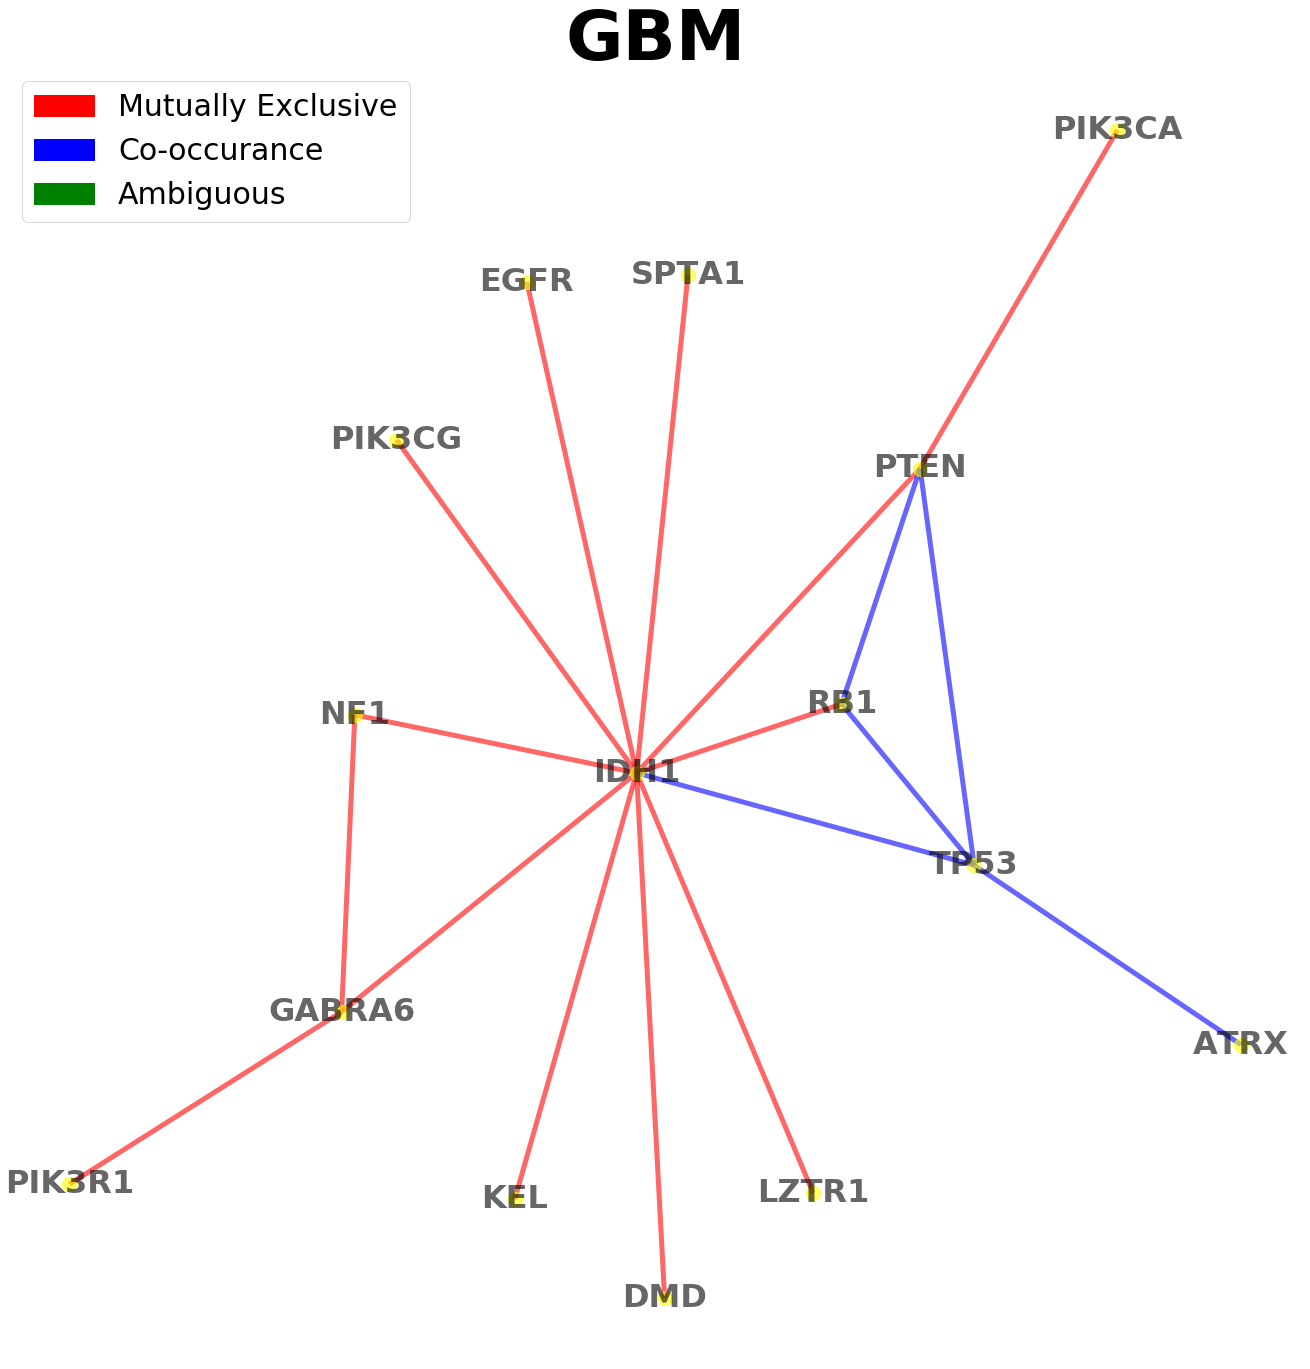 GBM
Mutually Exclusive
Co-occurance
Ambiguous
PIK3CA
EGFR
SPTA1
PIK3CG
PTEN
NF1
RB1
IDH1
TP53
GABRA6
ATRX
PIK3R1
KEL
LZTR1
DMD